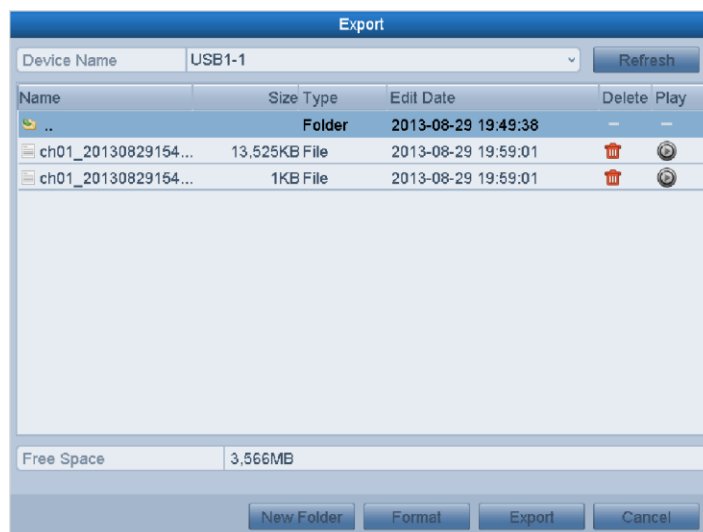 Export
Device Name USB1-1 Refresh
Name Size Type Edit Date Delete Play
.. Folder 2013-08-29 19:49:38 — —
ch01_20130829154... 13,525KB File 2013-08-29 19:59:01
ch01_20130829154... 1KB File 2013-08-29 19:59:01
Free Space 3,566MB
New Folder Format Export Cancel